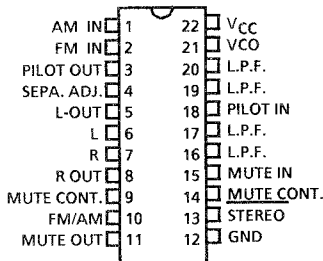 AM IN 1 22 VCC
FM IN 2 21 VCO
PILOT OUT 3 20 L.P.F.
SEPA. ADJ. 4 19 L.P.F.
L-OUT 5 18 PILOT IN
L 6 17 L.P.F.
R 7 16 L.P.F.
R OUT 8 15 MUTE IN
MUTE CONT. 9 14 MUTE CONT.
FM/AM 10 13 STEREO
MUTE OUT 11 12 GND